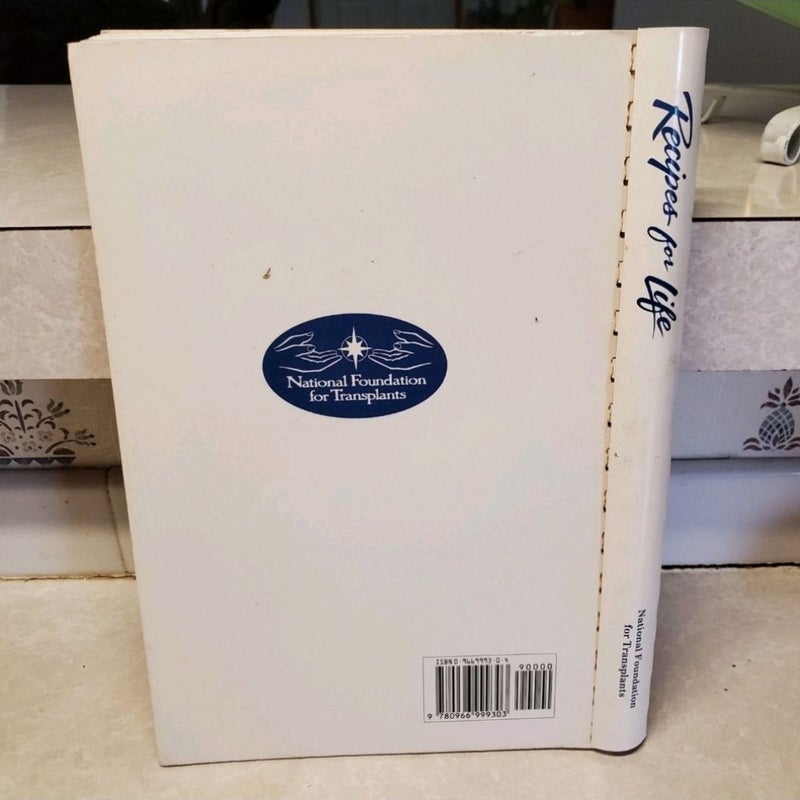 National Foundation
for Transplants
Recipes for Life
National Foundation
for Transplants
ISBN 0-9669993-0-4
90000
9 780966 999303